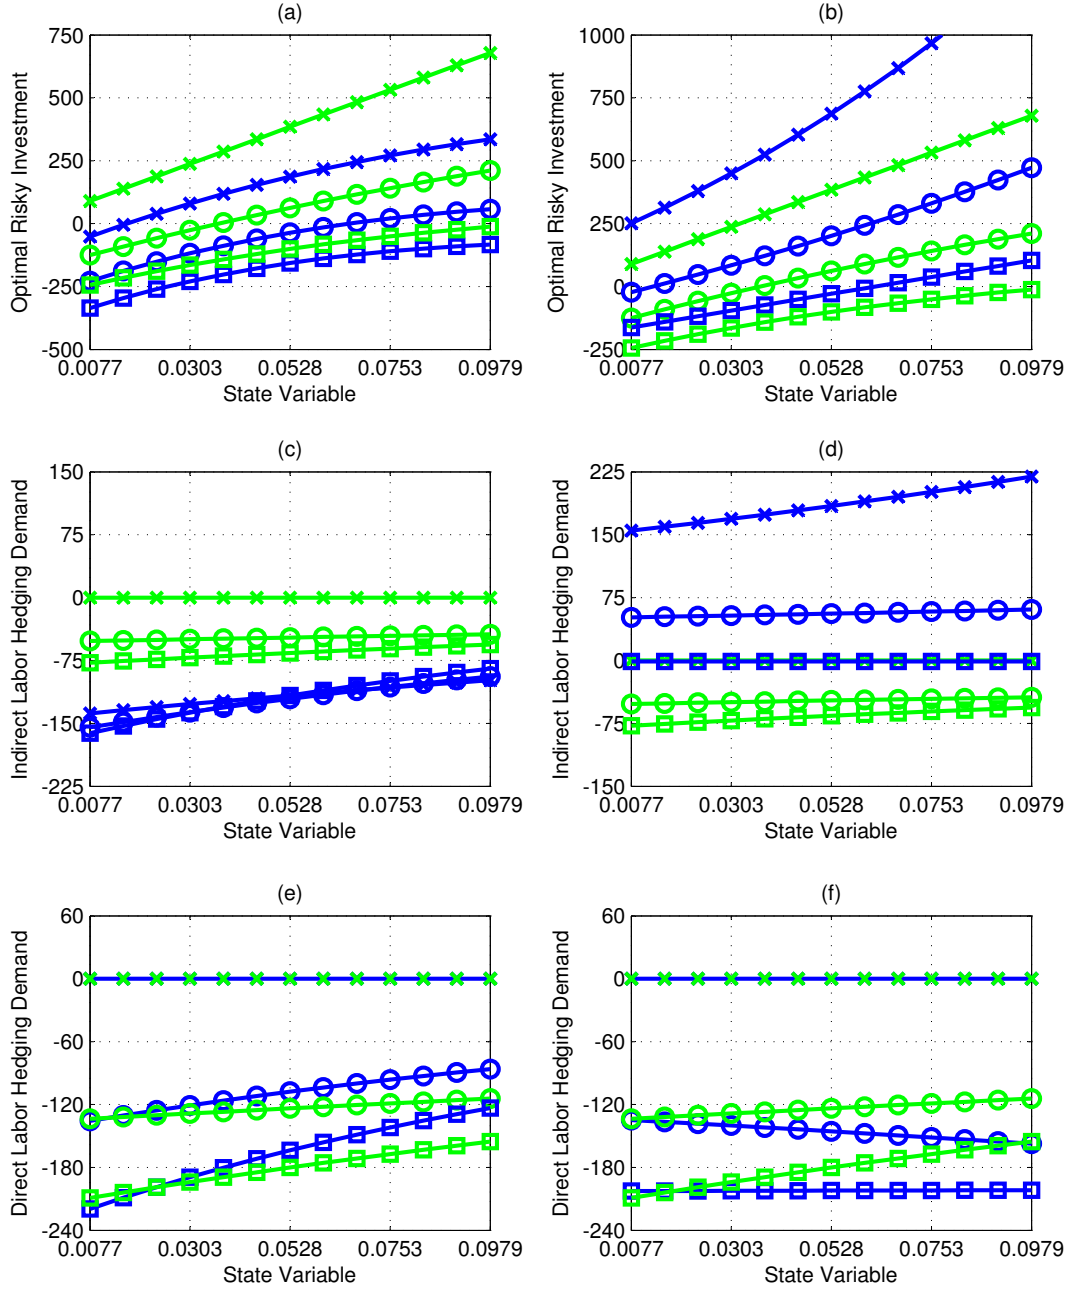 (a)
Optimal Risky Investment
750
500
250
0
-250
-500
0.0077 0.0303 0.0528 0.0753 0.0979
State Variable
(b)
Optimal Risky Investment
1000
750
500
250
0
-250
0.0077 0.0303 0.0528 0.0753 0.0979
State Variable
(c)
Indirect Labor Hedging Demand
150
75
0
-75
-150
-225
0.0077 0.0303 0.0528 0.0753 0.0979
State Variable
(d)
Indirect Labor Hedging Demand
225
150
75
0
-75
-150
0.0077 0.0303 0.0528 0.0753 0.0979
State Variable
(e)
Direct Labor Hedging Demand
60
0
-60
-120
-180
-240
0.0077 0.0303 0.0528 0.0753 0.0979
State Variable
(f)
Direct Labor Hedging Demand
60
0
-60
-120
-180
-240
0.0077 0.0303 0.0528 0.0753 0.0979
State Variable